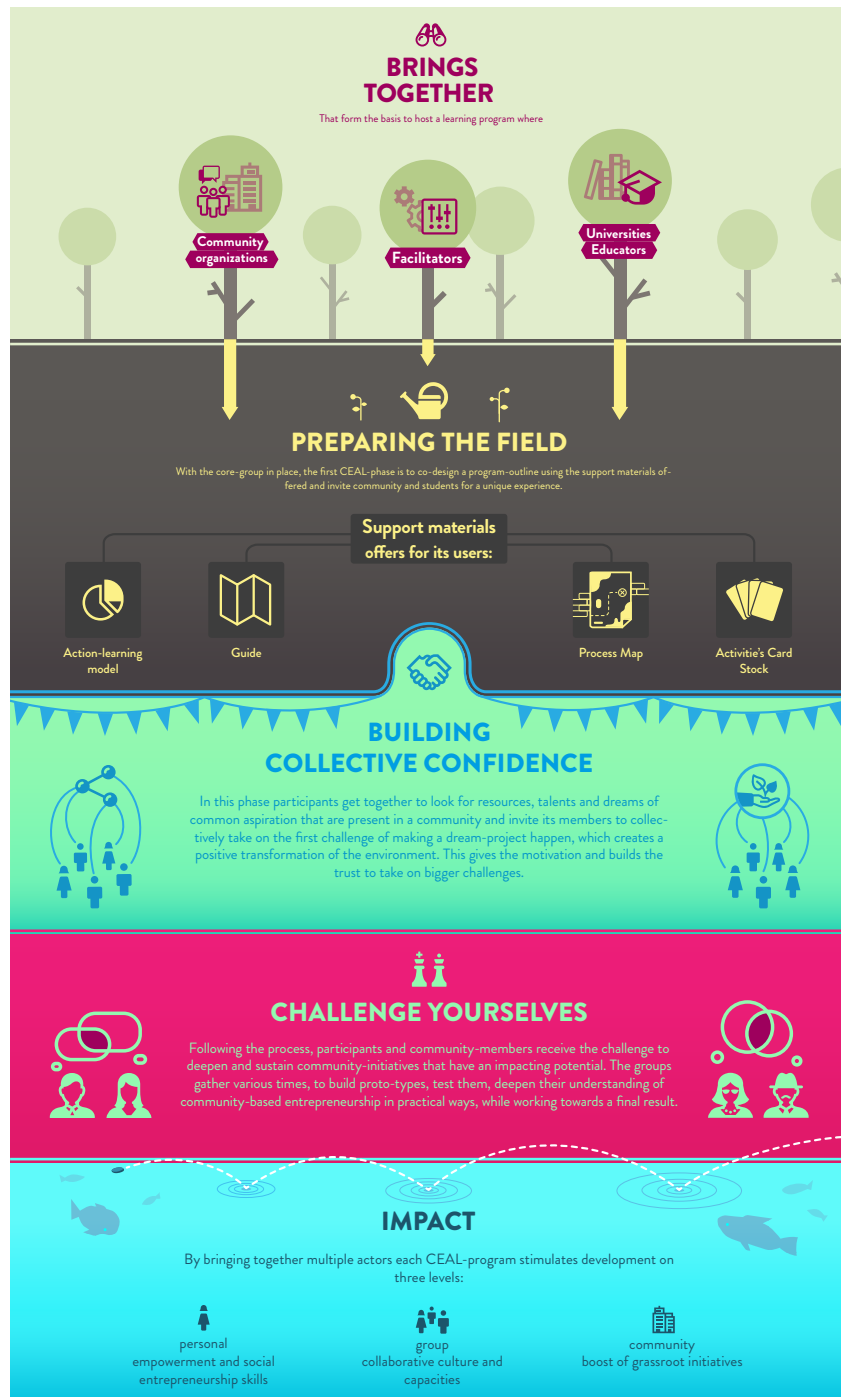 BRINGS
TOGETHER
That form the basis to host a learning program where
Community
organizations
Facilitators
Universities
Educators
PREPARING THE FIELD
With the core-group in place, the first CEAL-phase is to co-design a program-outline using the support materials of-
fered and invite community and students for a unique experience.
Support materials
offers for its users:
Action-learning
model
Guide
Process Map
Activitie's Card
Stock
BUILDING
COLLECTIVE CONFIDENCE
In this phase participants get together to look for resources, talents and dreams of
common aspiration that are present in a community and invite its members to collec-
tively take on the first challenge of making a dream-project happen, which creates a
positive transformation of the environment. This gives the motivation and builds the
trust to take on bigger challenges.
CHALLENGE YOURSELVES
Following the process, participants and community-members receive the challenge to
deepen and sustain community-initiatives that have an impacting potential. The groups
gather various times, to build proto-types, test them, deepen their understanding of
community-based entrepreneurship in practical ways, while working towards a final result.
IMPACT
By bringing together multiple actors each CEAL-program stimulates development on
three levels:
personal
empowerment and social
entrepreneurship skills
group
collaborative culture and
capacities
community
boost of grassroot initiatives